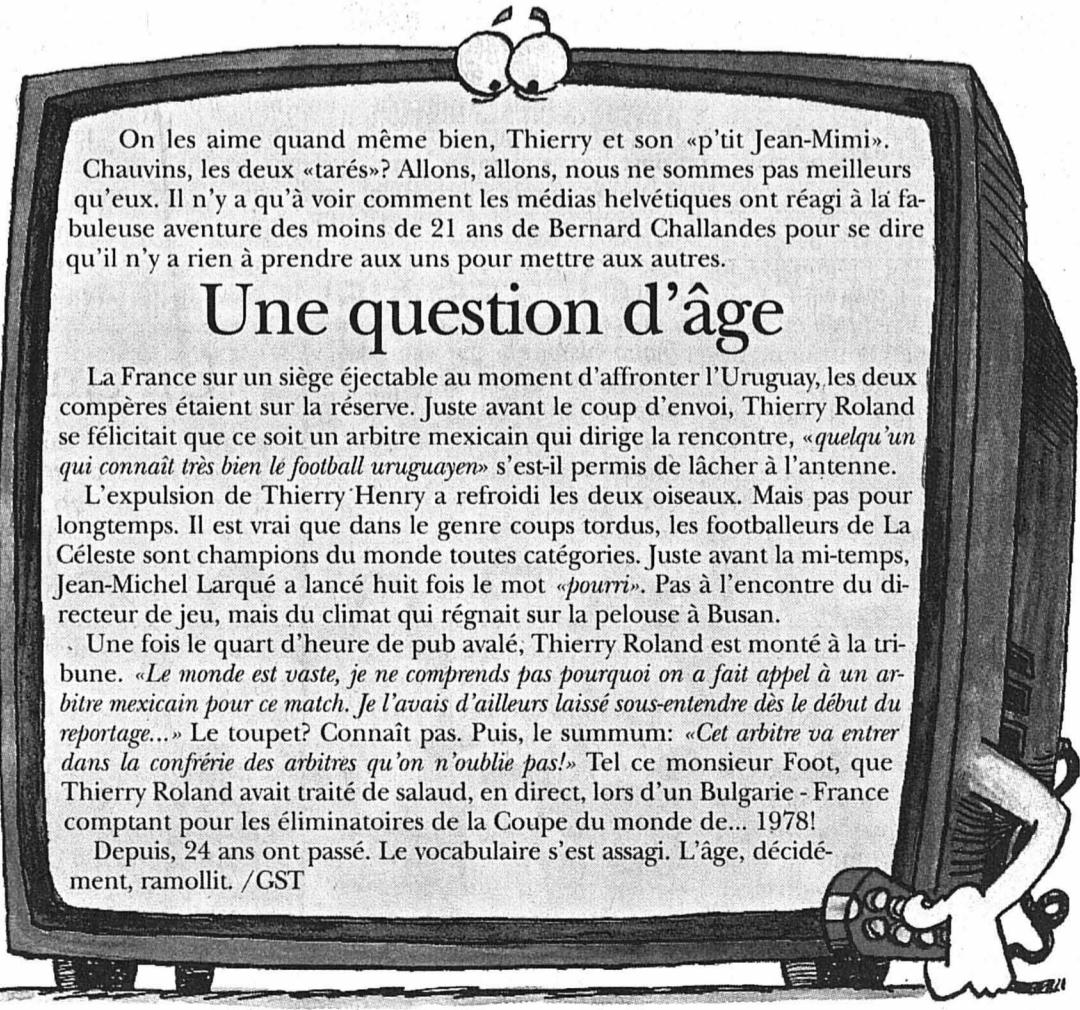 On les aime quand même bien, Thierry et son «p'tit Jean-Mimi».
Chauvins, les deux «tarés»? Allons, allons, nous ne sommes pas meilleurs
qu'eux. Il n'y a qu'à voir comment les médias helvétiques ont réagi à la fa-
buleuse aventure des moins de 21 ans de Bernard Challandes pour se dire
qu'il n'y a rien à prendre aux uns pour mettre aux autres.
Une question d'âge
La France sur un siège éjectable au moment d'affronter l'Uruguay, les deux
compères étaient sur la réserve. Juste avant le coup d'envoi, Thierry Roland
se félicitait que ce soit un arbitre mexicain qui dirige la rencontre, «quelqu'un
qui connaît très bien le football uruguayen» s'est-il permis de lâcher à l'antenne.
L'expulsion de Thierry Henry a refroidi les deux oiseaux. Mais pas pour
longtemps. Il est vrai que dans le genre coups tordus, les footballeurs de La
Céleste sont champions du monde toutes catégories. Juste avant la mi-temps,
Jean-Michel Larqué a lancé huit fois le mot «pourri». Pas à l'encontre du di-
recteur de jeu, mais du climat qui régnait sur la pelouse à Busan.
Une fois le quart d'heure de pub avalé, Thierry Roland est monté à la tri-
bune. «Le monde est vaste, je ne comprends pas pourquoi on a fait appel à un ar-
bitre mexicain pour ce match. Je l'avais d'ailleurs laissé sous-entendre dès le début du
reportage...» Le toupet? Connaît pas. Puis, le summum: «Cet arbitre va entrer
dans la confrérie des arbitres qu'on n'oublie pas!» Tel ce monsieur Foot, que
Thierry Roland avait traité de salaud, en direct, lors d'un Bulgarie - France
comptant pour les éliminatoires de la Coupe du monde de... 1978!
Depuis, 24 ans ont passé. Le vocabulaire s'est assagi. L'âge, décidé-
ment, ramollit. /GST